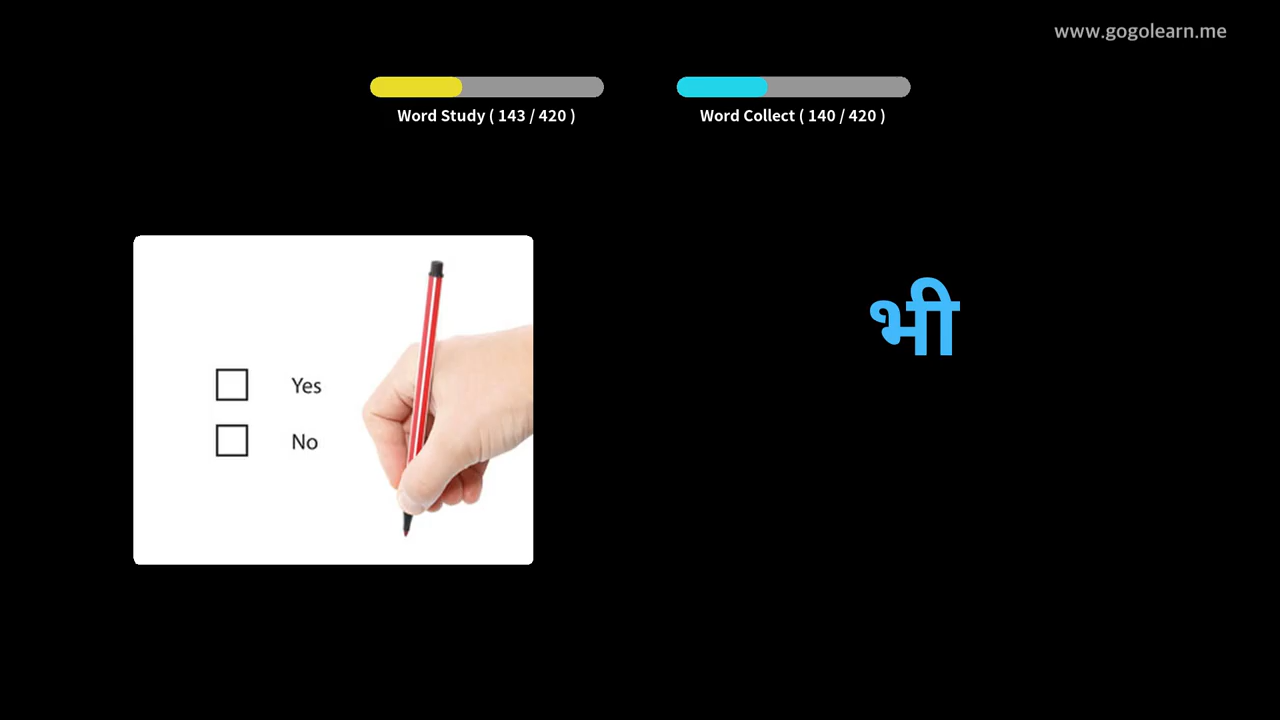 www.gogolearn.me
Word Study ( 143 / 420 )
Word Collect ( 140 / 420 )
Yes
No
भी